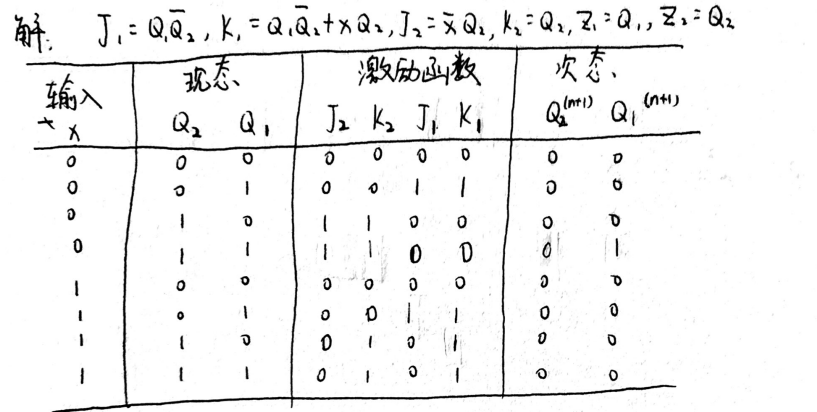 解: J₁ = Q₁Q̄₂, K₁ = Q₁Q̄₂+xQ₂, J₂ = x̄Q₂, K₂ = Q₂, Z₁ = Q₁, Z₂ = Q₂
输入 现态 激励函数 次态
x Q₂ Q₁ J₂ K₂ J₁ K₁ Q₂⁽ⁿ⁺¹⁾ Q₁⁽ⁿ⁺¹⁾
0 0 0 0 0 0 0 0 0
0 0 1 0 0 1 1 0 0
0 1 0 1 1 0 0 0 0
0 1 1 1 1 0 0 0 1
1 0 0 0 0 0 0 0 0
1 0 1 0 0 1 1 0 0
1 1 0 0 1 0 1 0 0
1 1 1 0 1 0 1 0 0